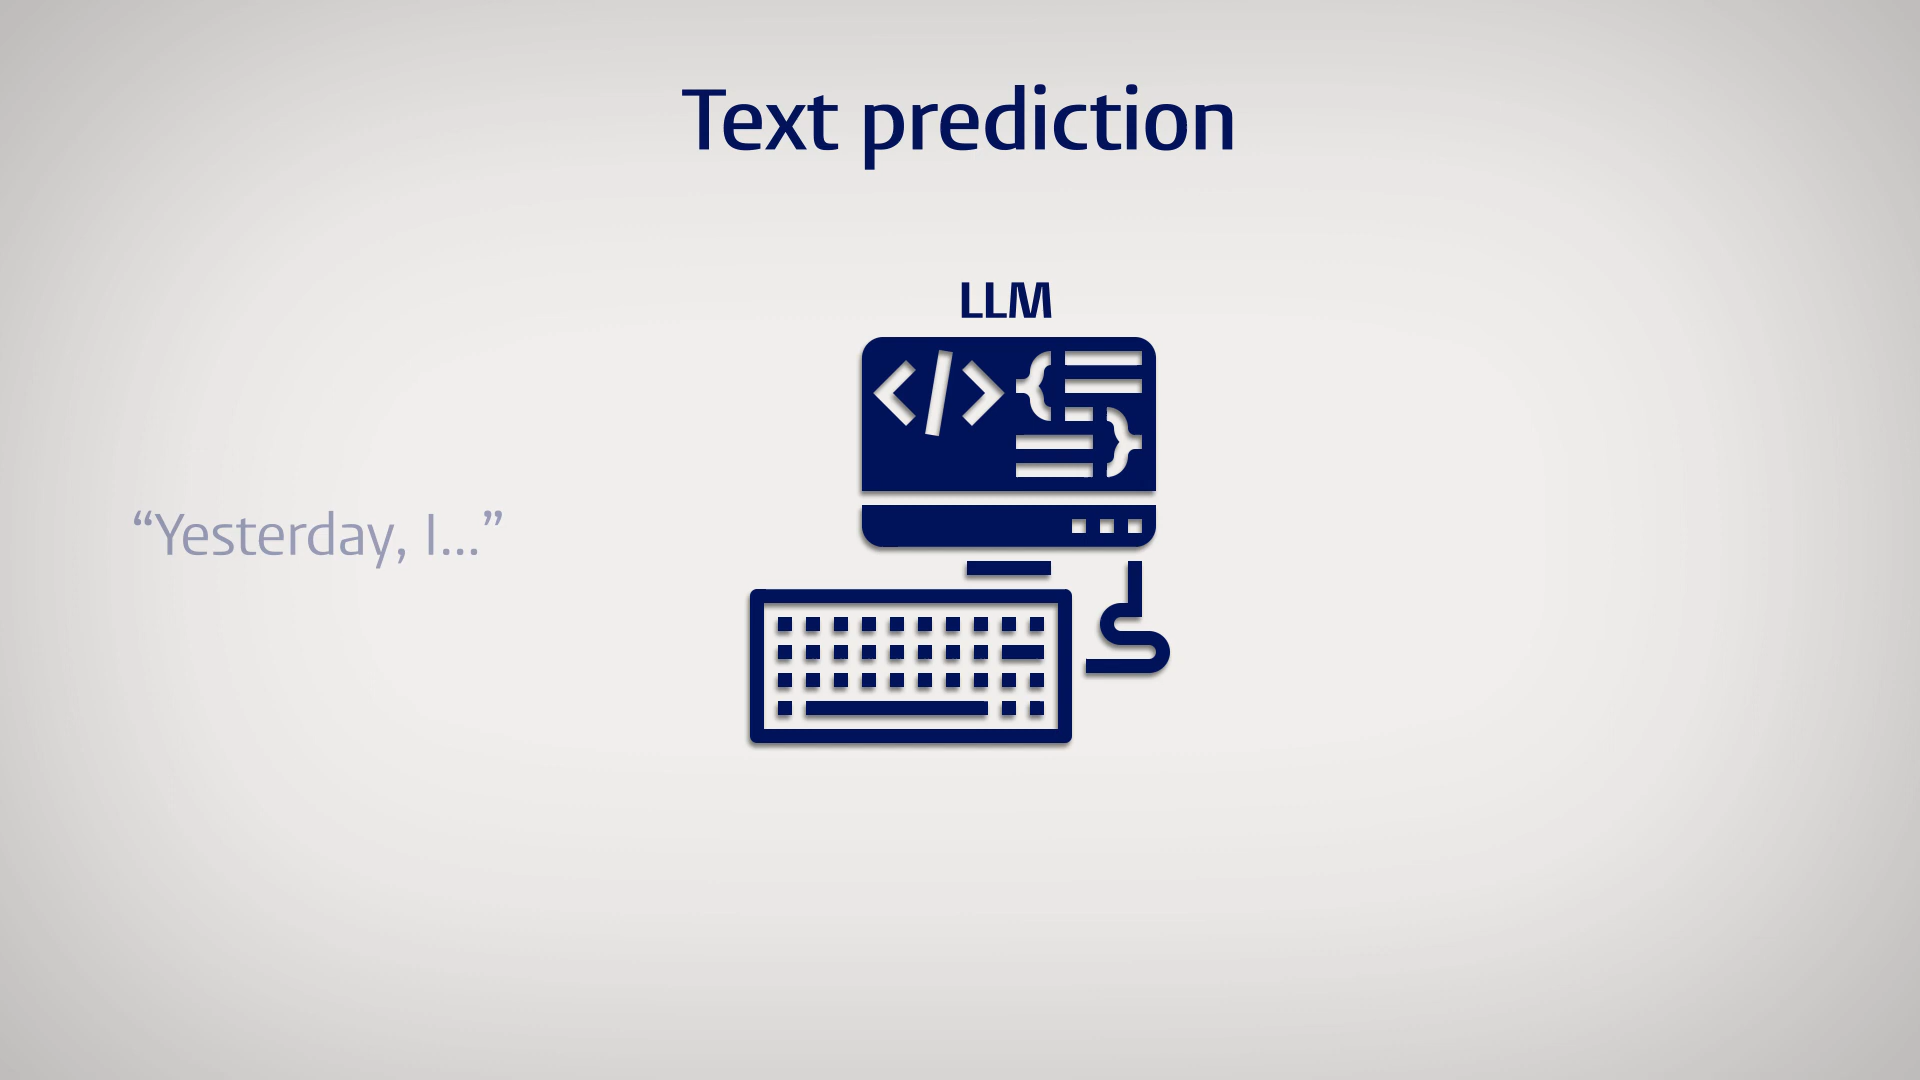 Text prediction
LLM
</>
“Yesterday, I...”